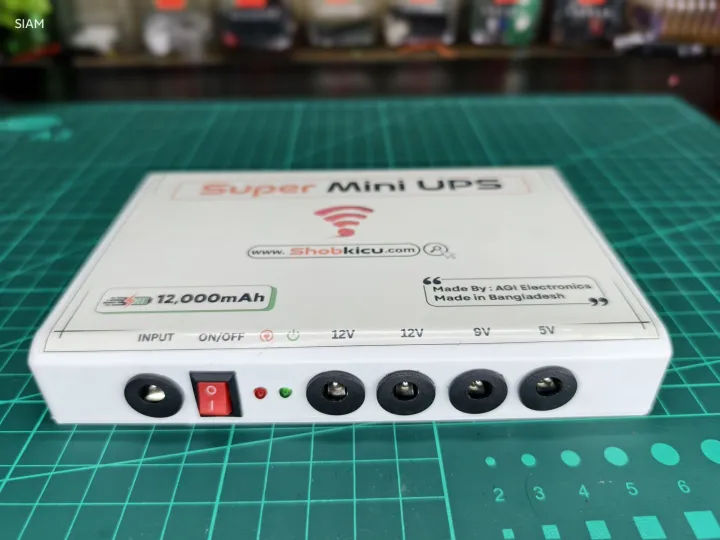 SIAM
Super Mini UPS
www. Shobkicu.com
12,000mAh
“Made By : AGI Electronics
Made in Bangladesh”
INPUT ON/OFF 12V 12V 9V 5V
O
I
2 3 4 5 6